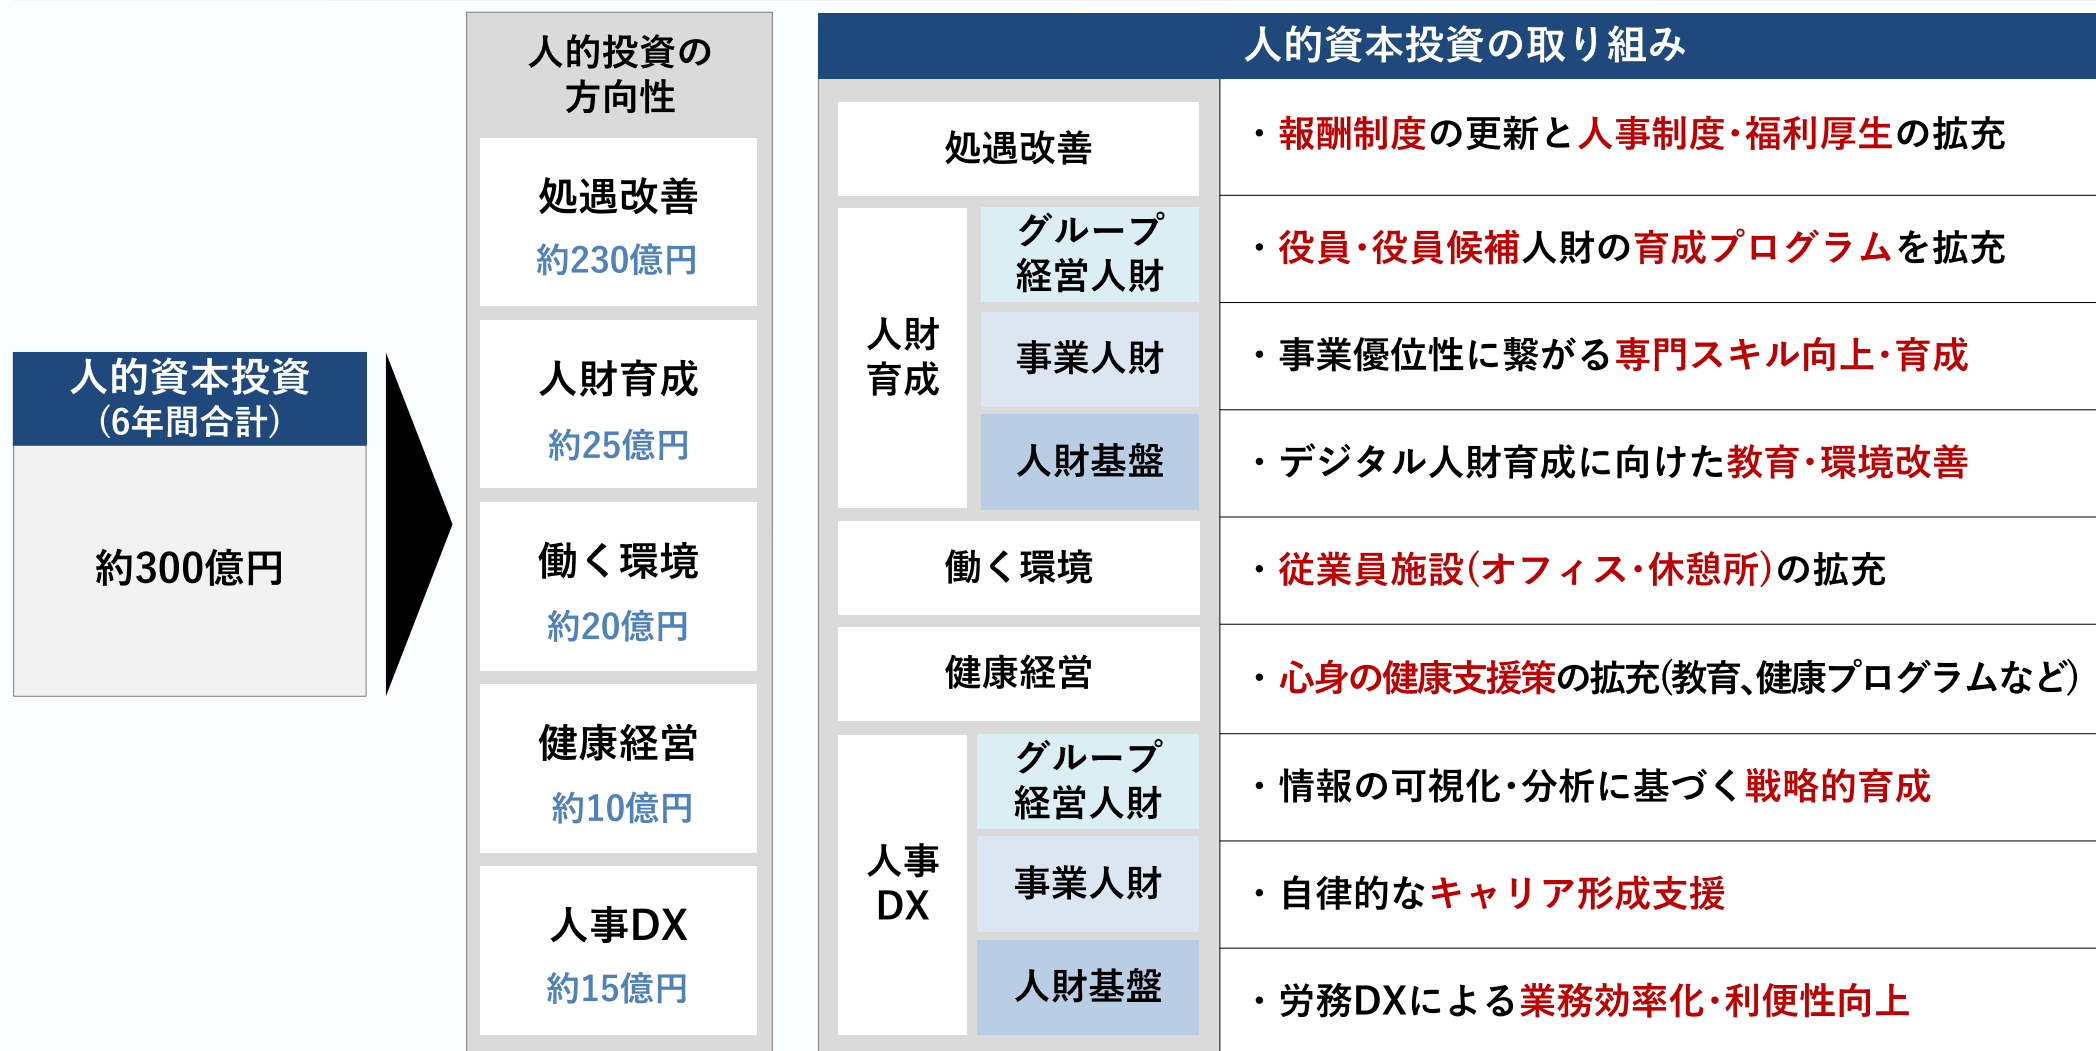 人的資本投資
(6年間合計)
約300億円
人的投資の
方向性
処遇改善
約230億円
人財育成
約25億円
働く環境
約20億円
健康経営
約10億円
人事DX
約15億円
人的資本投資の取り組み
処遇改善
・報酬制度の更新と人事制度・福利厚生の拡充
人財
育成
グループ
経営人財
・役員・役員候補人財の育成プログラムを拡充
事業人財
・事業優位性に繋がる専門スキル向上・育成
人財基盤
・デジタル人財育成に向けた教育・環境改善
働く環境
・従業員施設(オフィス・休憩所)の拡充
健康経営
・心身の健康支援策の拡充(教育、健康プログラムなど)
人事
DX
グループ
経営人財
・情報の可視化・分析に基づく戦略的育成
事業人財
・自律的なキャリア形成支援
人財基盤
・労務DXによる業務効率化・利便性向上